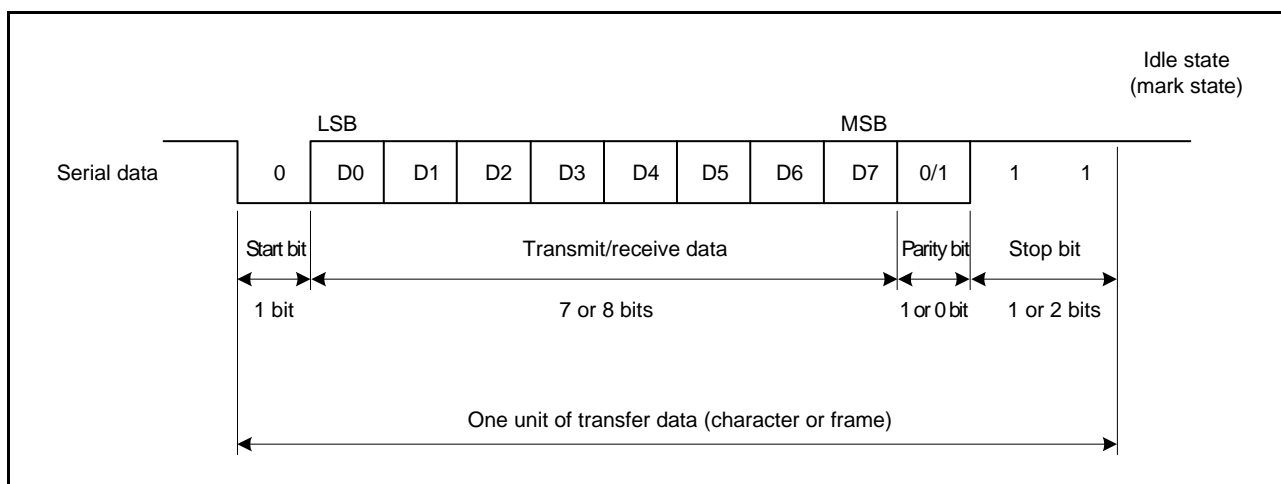 Idle state
(mark state)
LSB
MSB
Serial data
0 D0 D1 D2 D3 D4 D5 D6 D7 0/1 1 1
Start bit Transmit/receive data Parity bit Stop bit
1 bit 7 or 8 bits 1 or 0 bit 1 or 2 bits
One unit of transfer data (character or frame)